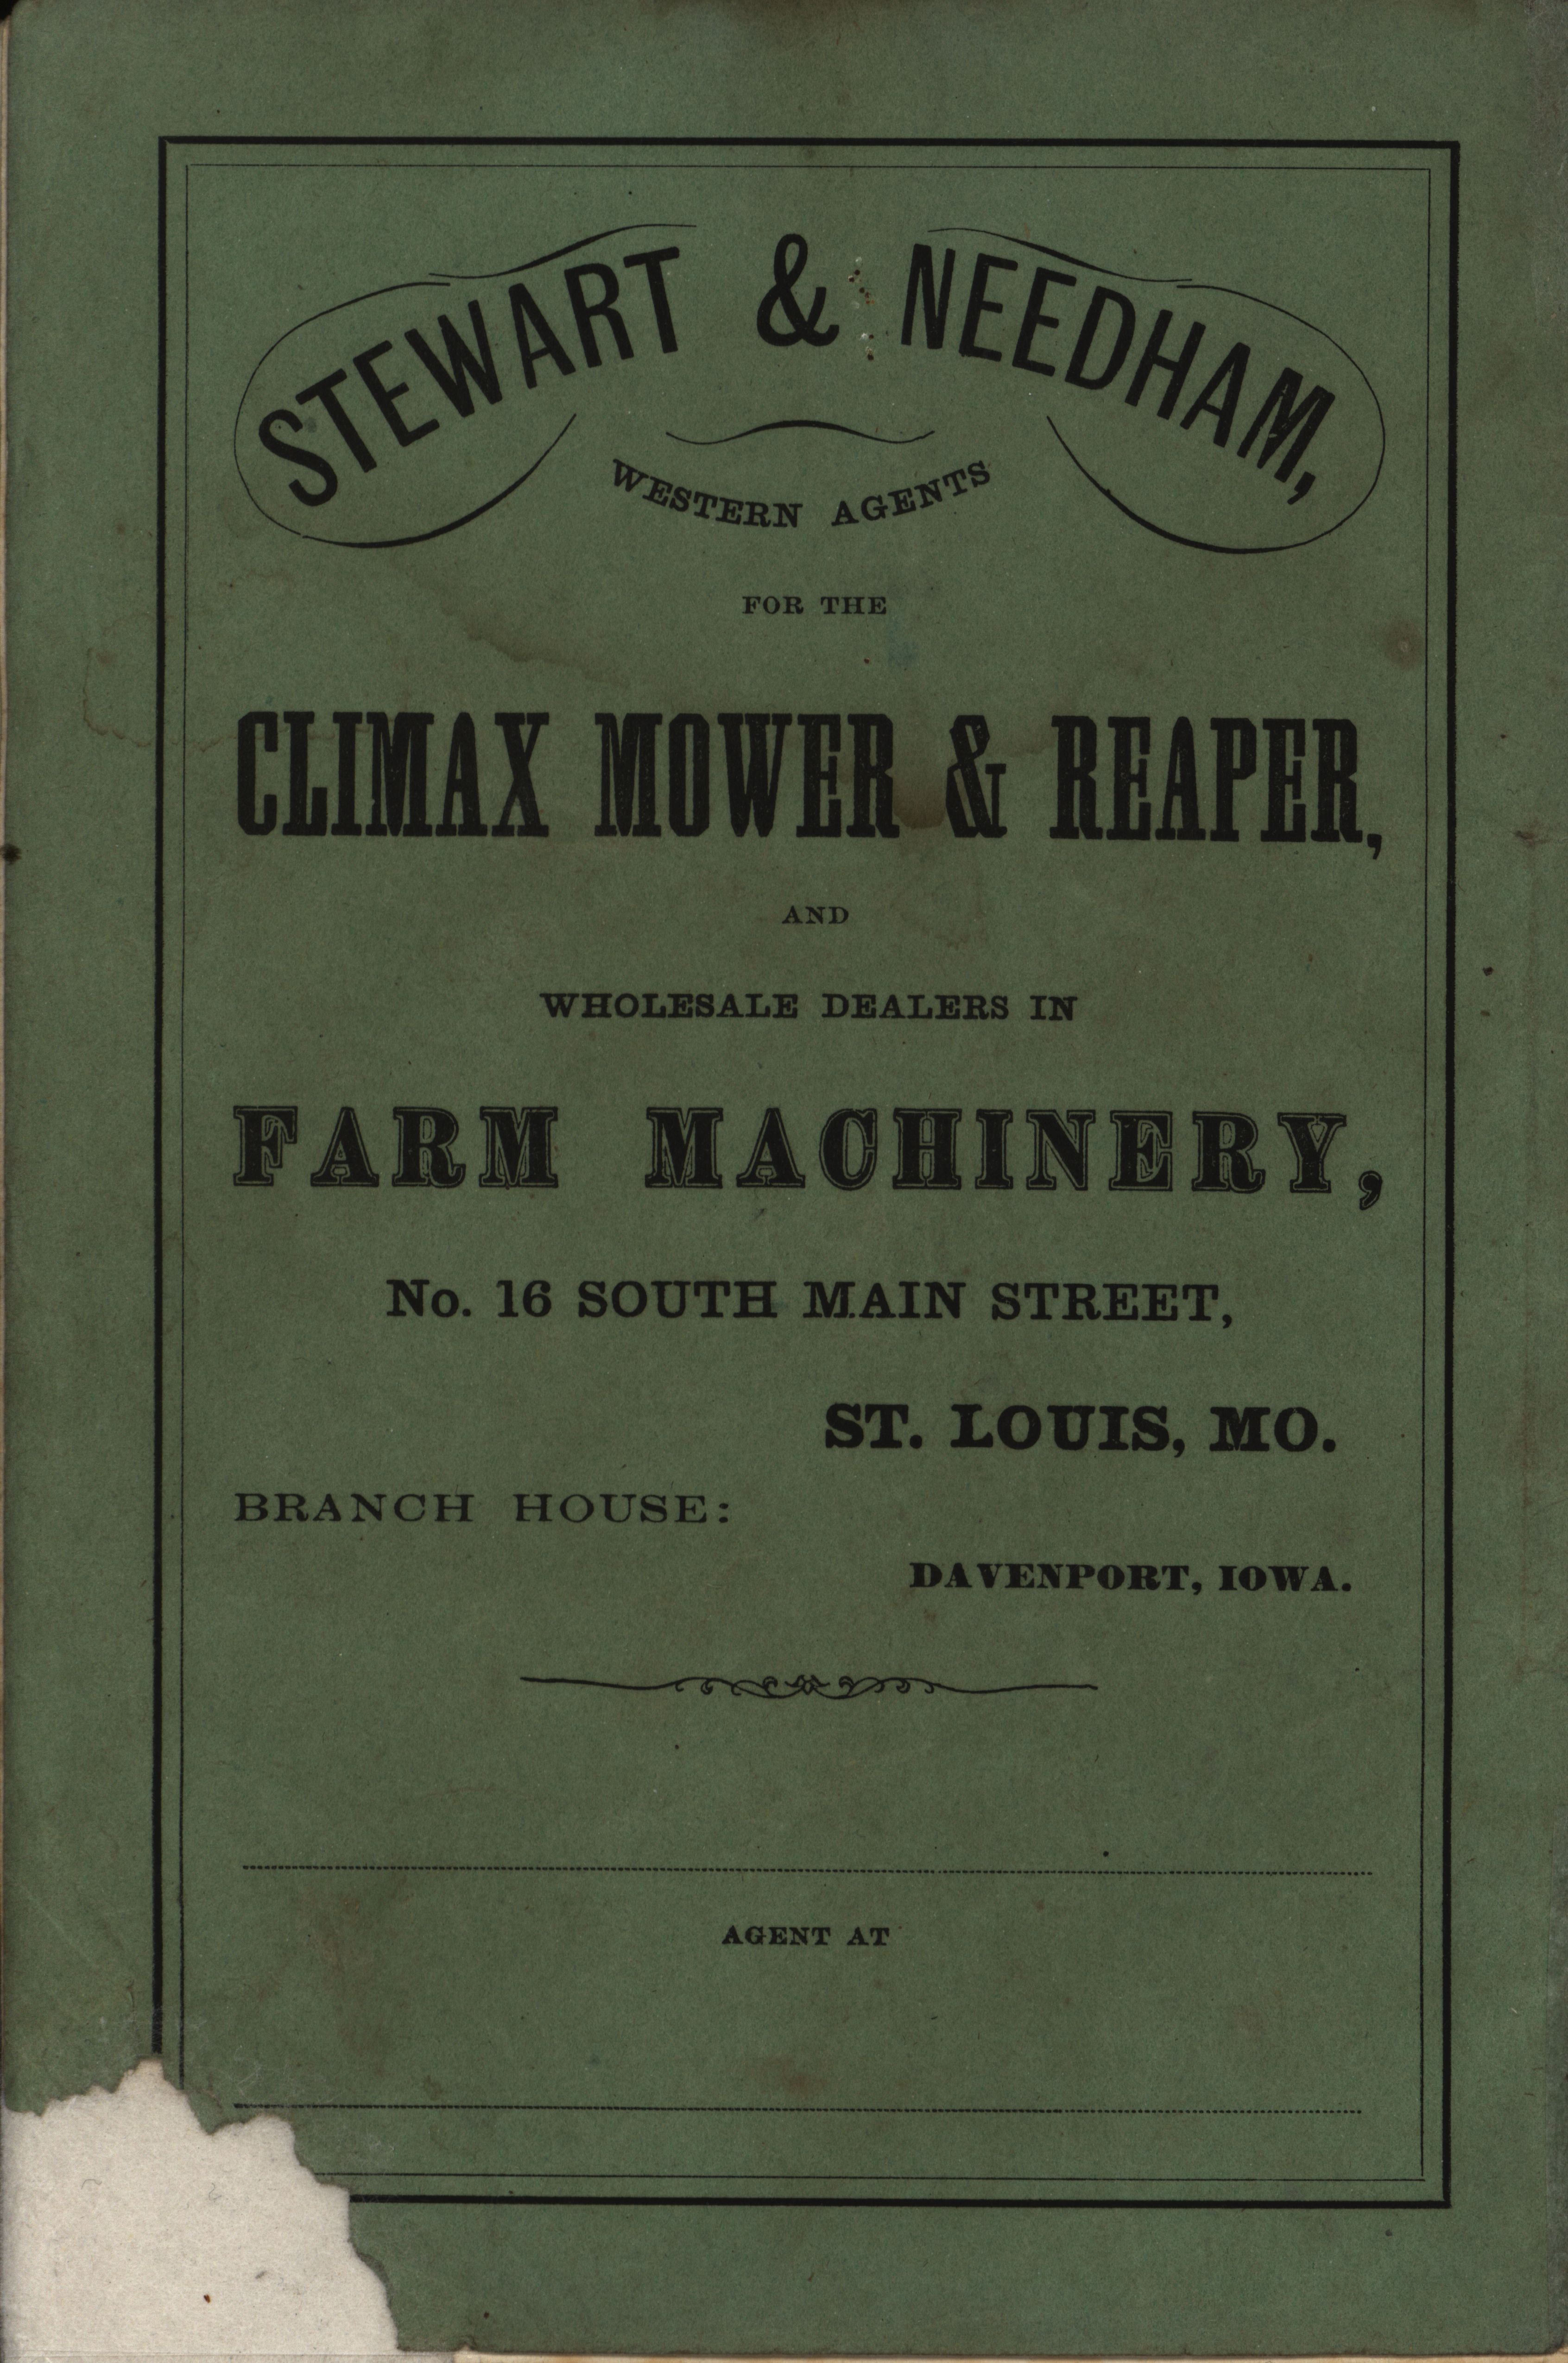 STEWART & NEEDHAM,
WESTERN AGENTS
FOR THE
CLIMAX MOWER & REAPER,
AND
WHOLESALE DEALERS IN
FARM MACHINERY,
No. 16 SOUTH MAIN STREET,
ST. LOUIS, MO.
BRANCH HOUSE:
DAVENPORT, IOWA.
AGENT AT